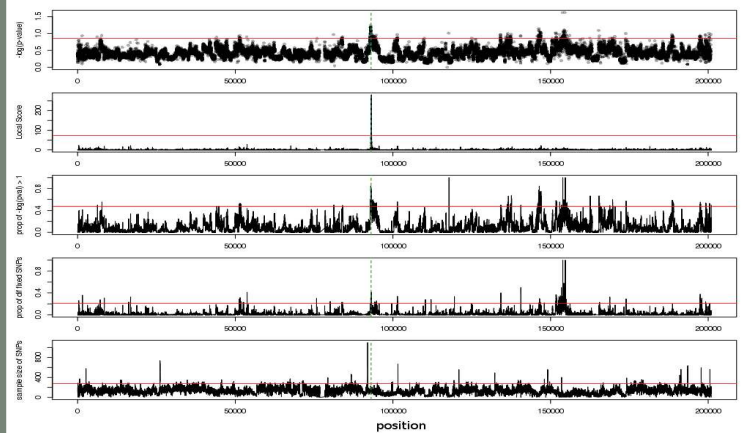 -log(p-value)
0.0 0.5 1.0 1.5
0 50000 100000 150000 200000
Local Score
0 100 200
0 50000 100000 150000 200000
prop of -log(pval) > 1
0.0 0.4 0.8
0 50000 100000 150000 200000
prop of dif fixed SNPs
0.0 0.4 0.8
0 50000 100000 150000 200000
sample size of SNPs
0 400 800
0 50000 100000 150000 200000
position